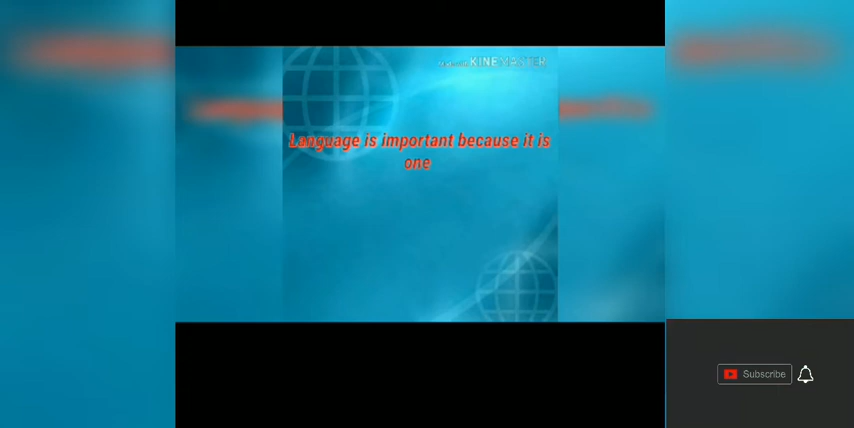 KINEMASTER
Language is important because it is
one
Subscribe